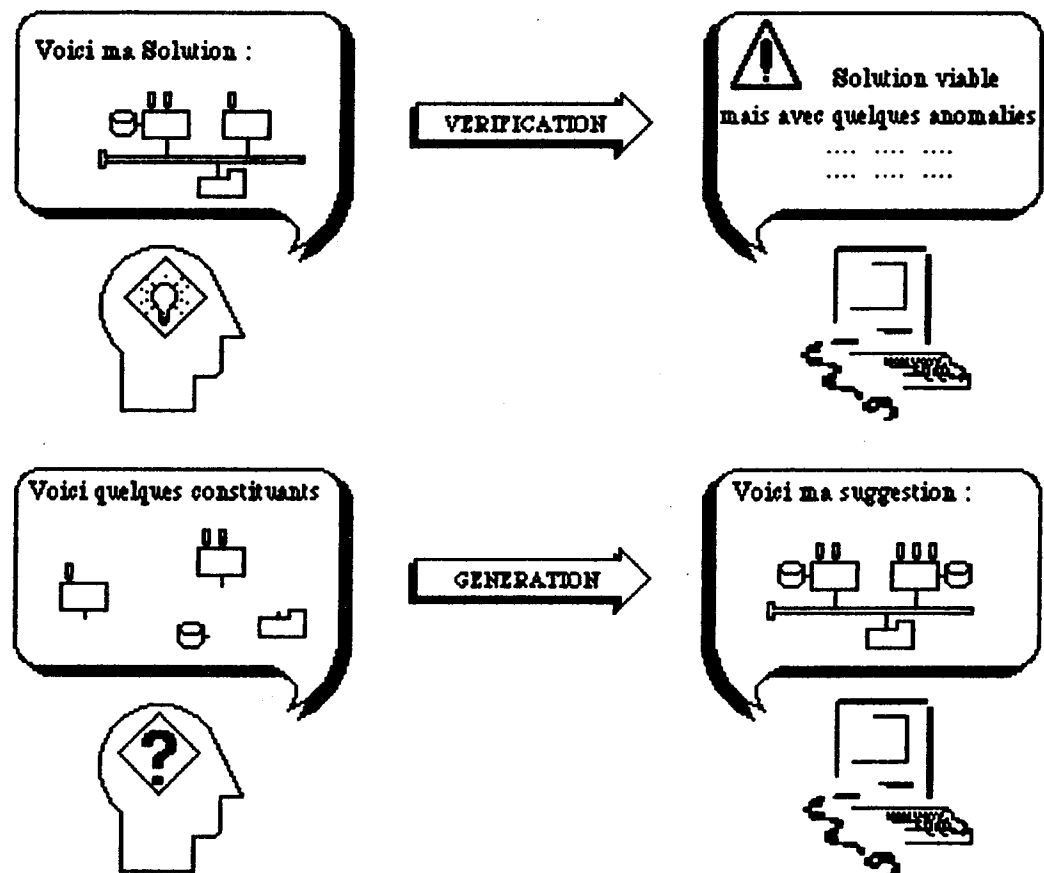 Voici ma Solution :
VERIFICATION
Solution viable
mais avec quelques anomalies
.... .... ....
.... .... ....
Voici quelques constituants
GENERATION
Voici ma suggestion :
?